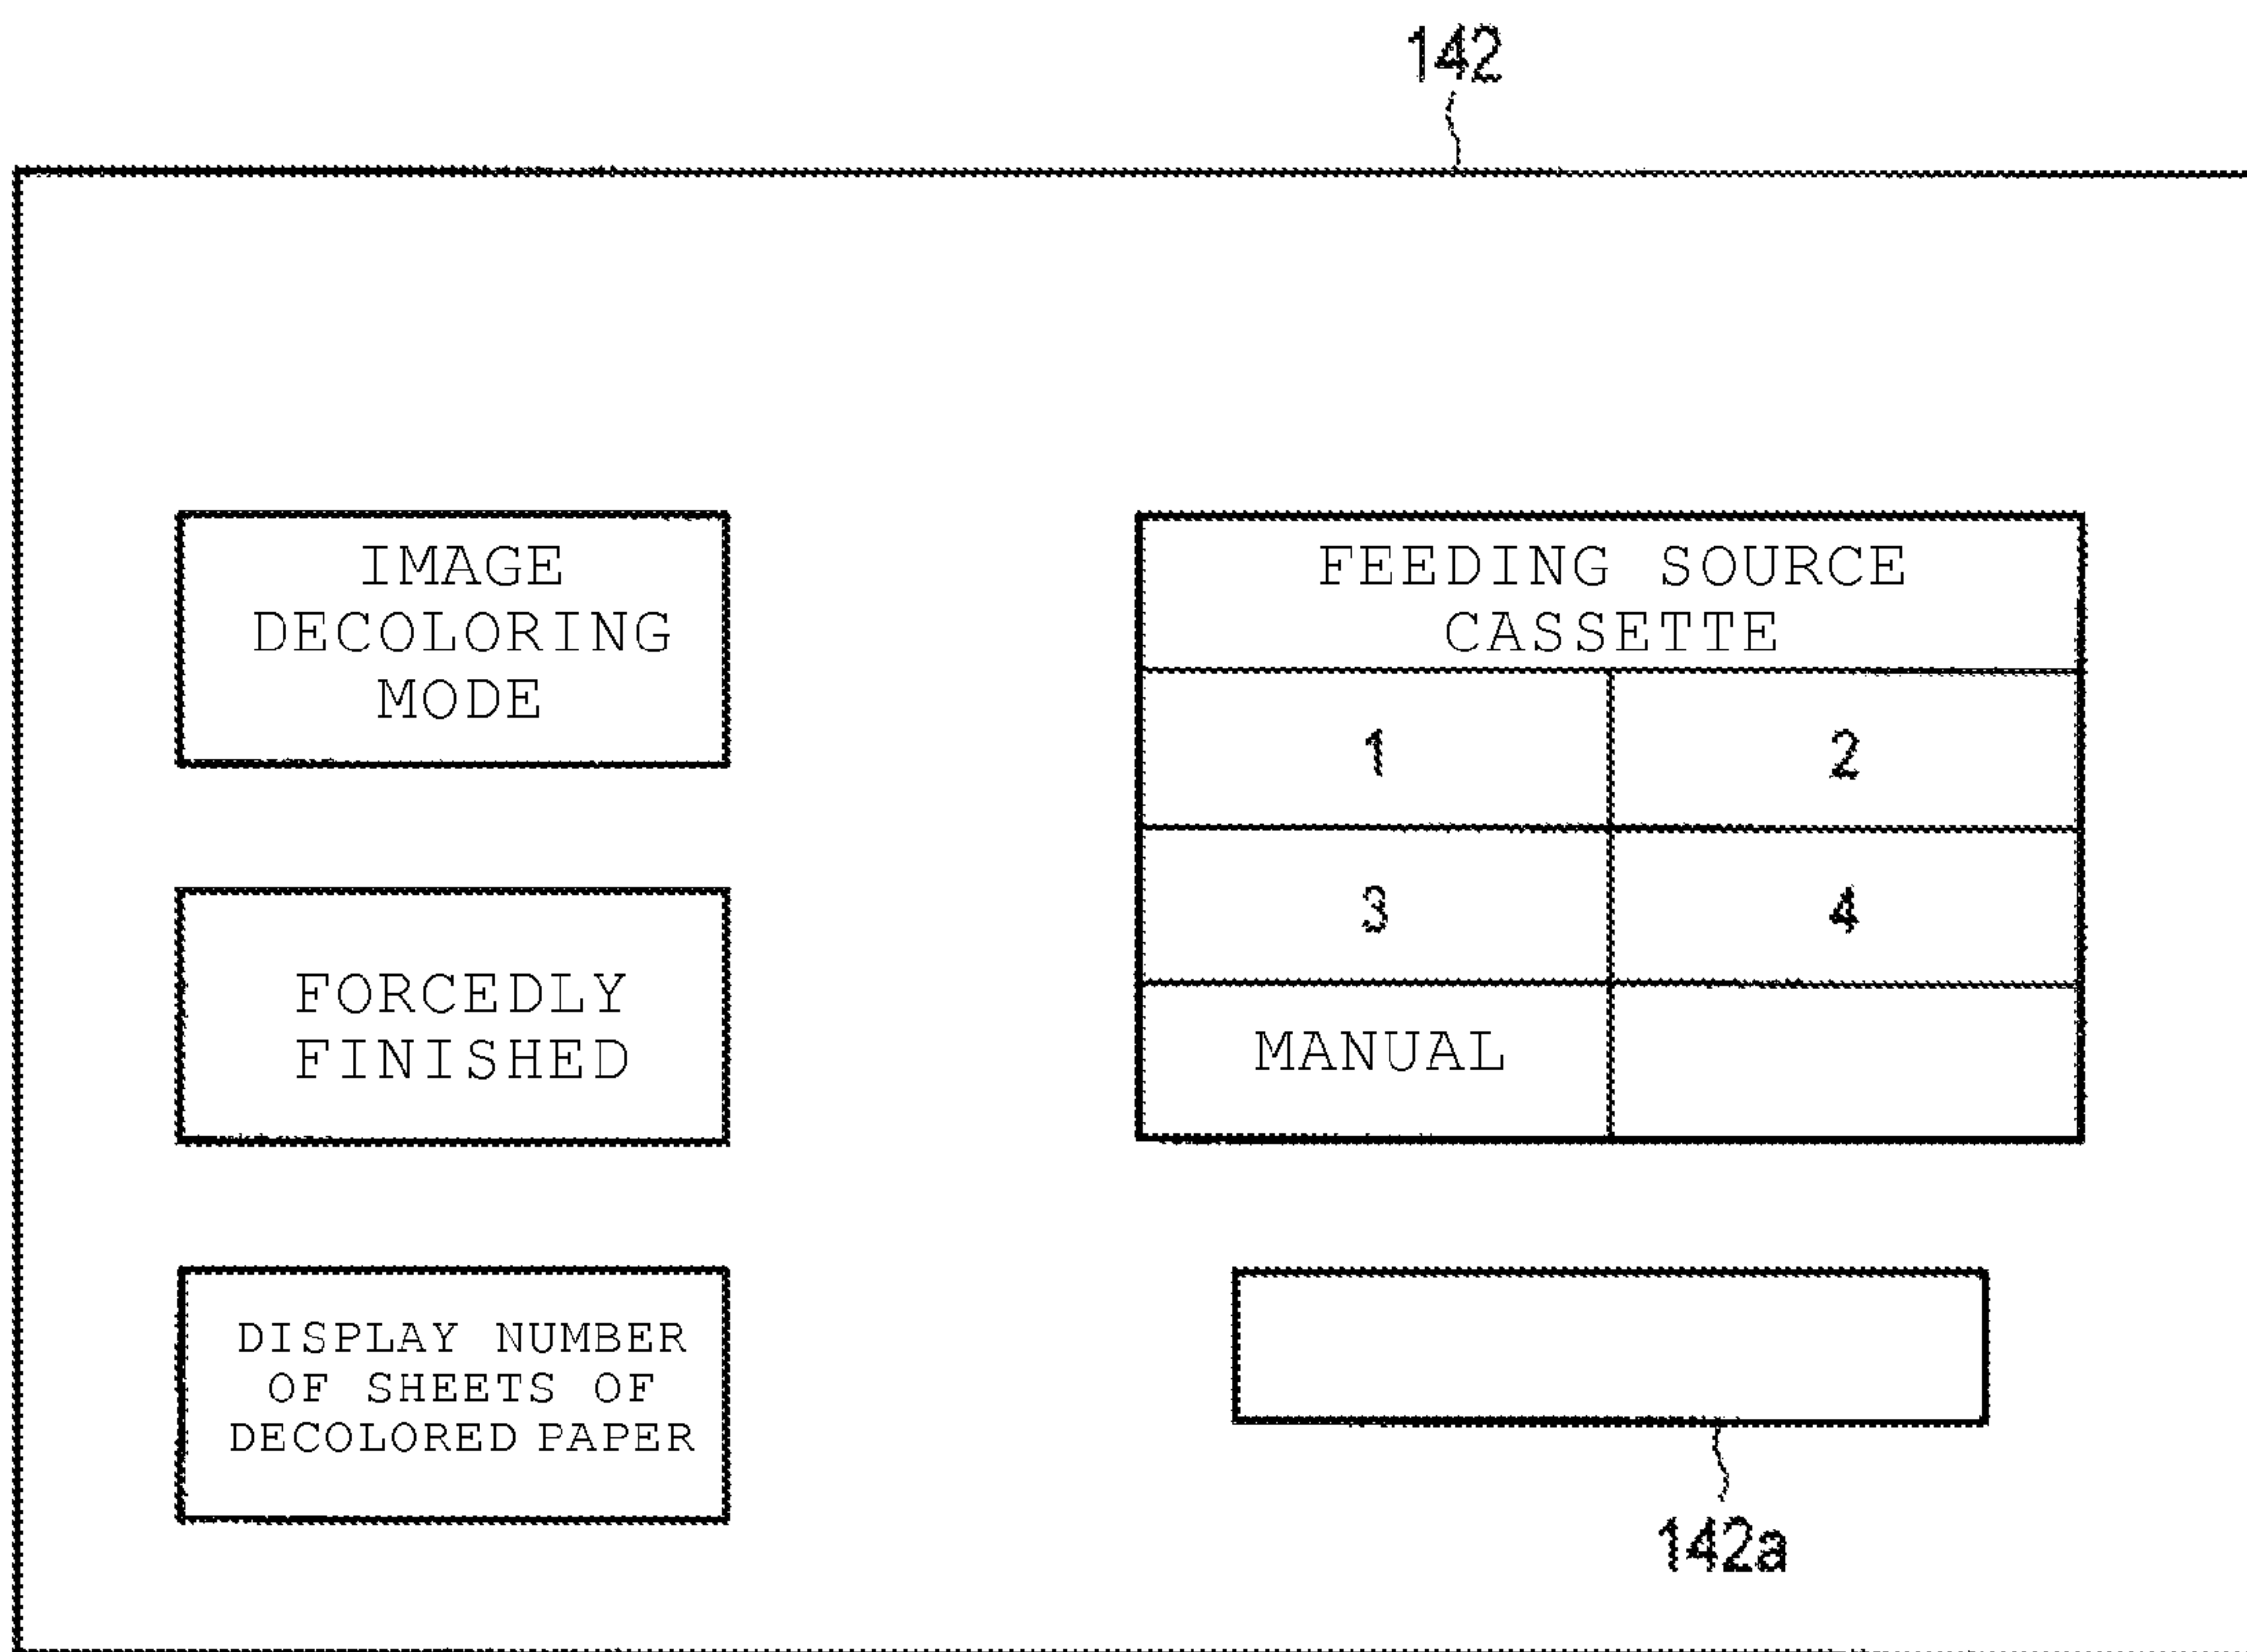 142
IMAGE
DECOLORING
MODE
FORCEDLY
FINISHED
DISPLAY NUMBER
OF SHEETS OF
DECOLORED PAPER
FEEDING SOURCE
CASSETTE
1 2
3 4
MANUAL
142a